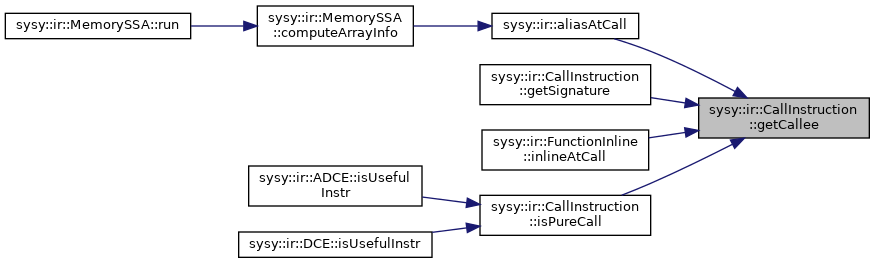 sysy::ir::MemorySSA::run
sysy::ir::MemorySSA
::computeArrayInfo
sysy::ir::aliasAtCall
sysy::ir::CallInstruction
::getSignature
sysy::ir::CallInstruction
::getCallee
sysy::ir::FunctionInline
::inlineAtCall
sysy::ir::ADCE::isUseful
Instr
sysy::ir::CallInstruction
::isPureCall
sysy::ir::DCE::isUsefulInstr